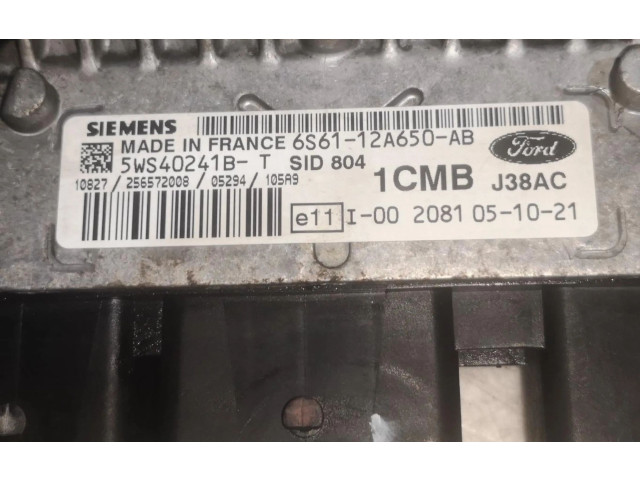 SIEMENS
MADE IN FRANCE 6S61-12A650-AB
Ford
5WS40241B- T SID 804
10827 / 256572008 / 05294 / 105A9
1CMB J38AC
e11 I-00 2081 05-10-21